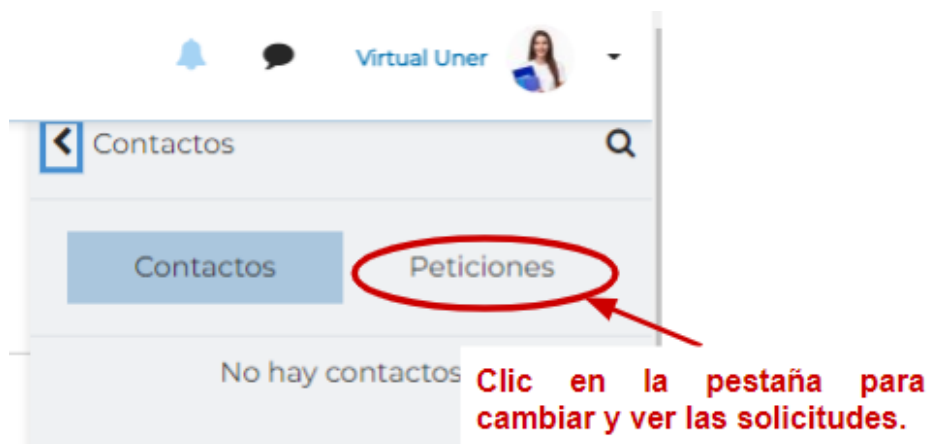 Virtual Uner
Contactos
Contactos Peticiones
No hay contactos
Clic en la pestaña para
cambiar y ver las solicitudes.